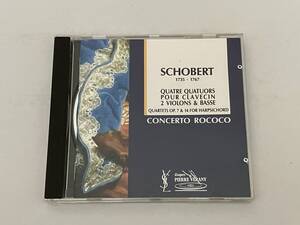 SCHOBERT
1735 - 1767
QUATRE QUATUORS
POUR CLAVECIN
2 VIOLONS & BASSE
QUARTETS OP. 7 & 14 FOR HARPSICHORD
CONCERTO ROCOCO
PIERRE VERANY